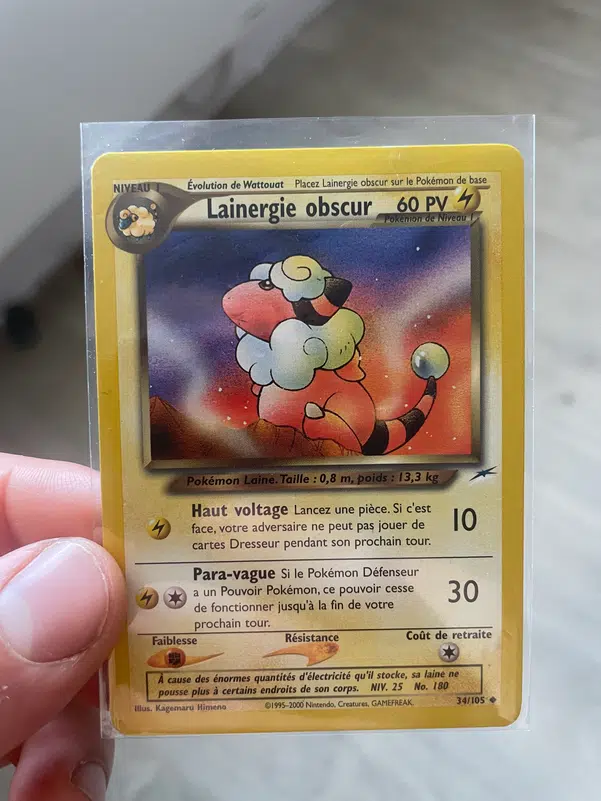 NIVEAU 1 Évolution de Wattouat Placez Lainergie obscur sur le Pokémon de base
Lainergie obscur 60 PV
Pokémon de Niveau 1
Pokémon Laine. Taille : 0,8 m, poids : 13,3 kg
Haut voltage Lancez une pièce. Si c'est
face, votre adversaire ne peut pas jouer de
cartes Dresseur pendant son prochain tour.
10
Para-vague Si le Pokémon Défenseur
a un Pouvoir Pokémon, ce pouvoir cesse
de fonctionner jusqu'à la fin de votre
prochain tour.
30
Faiblesse Résistance Coût de retraite
À cause des énormes quantités d'électricité qu'il stocke, sa laine ne
pousse plus à certains endroits de son corps. NIV. 25 No. 180
Illus. Kagemaru Himeno ©1995-2000 Nintendo, Creatures, GAMEFREAK. 34/105